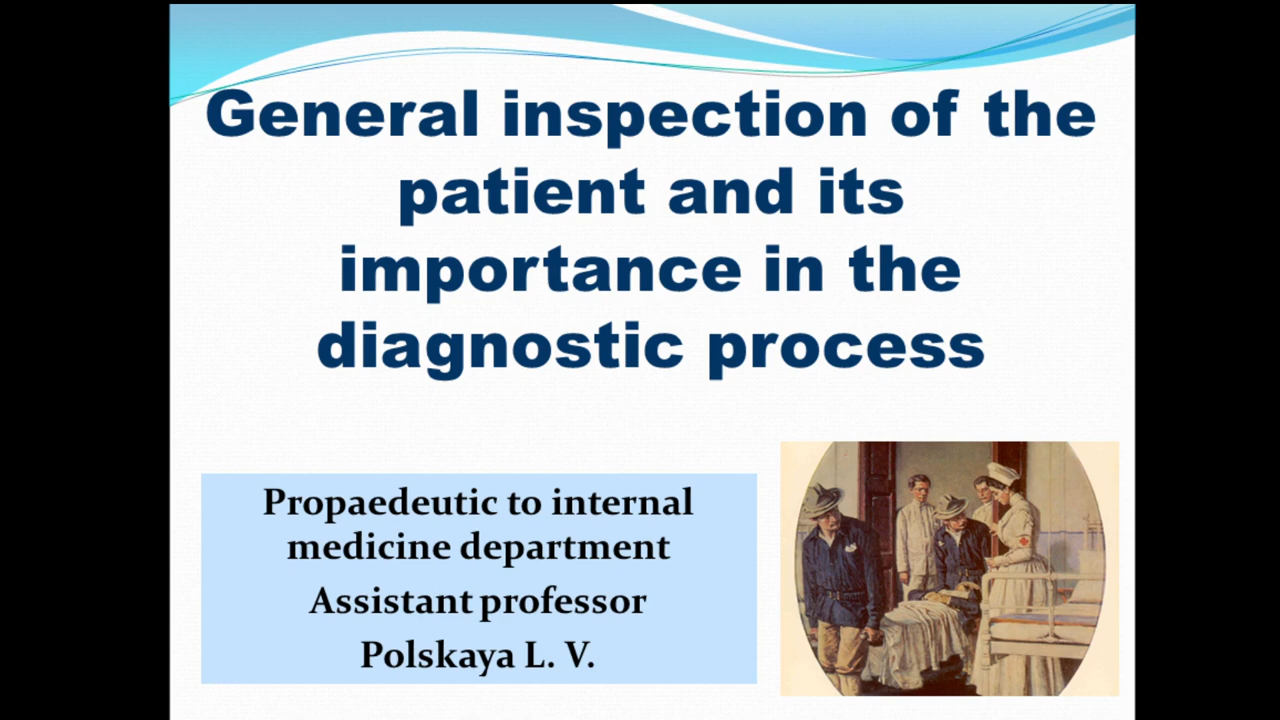 General inspection of the
patient and its
importance in the
diagnostic process
Propaedeutic to internal
medicine department
Assistant professor
Polskaya L. V.